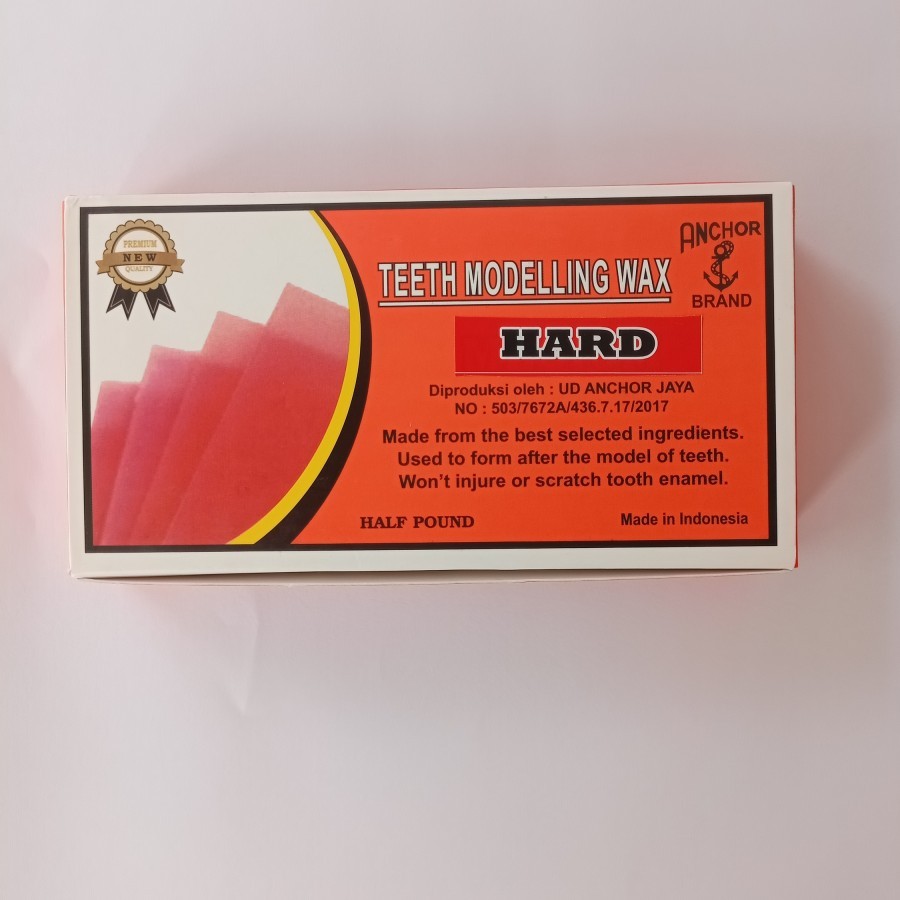 PREMIUM
NEW
QUALITY
ANCHOR
BRAND
TEETH MODELLING WAX
HARD
Diproduksi oleh : UD ANCHOR JAYA
NO : 503/7672A/436.7.17/2017
Made from the best selected ingredients.
Used to form after the model of teeth.
Won't injure or scratch tooth enamel.
HALF POUND
Made in Indonesia